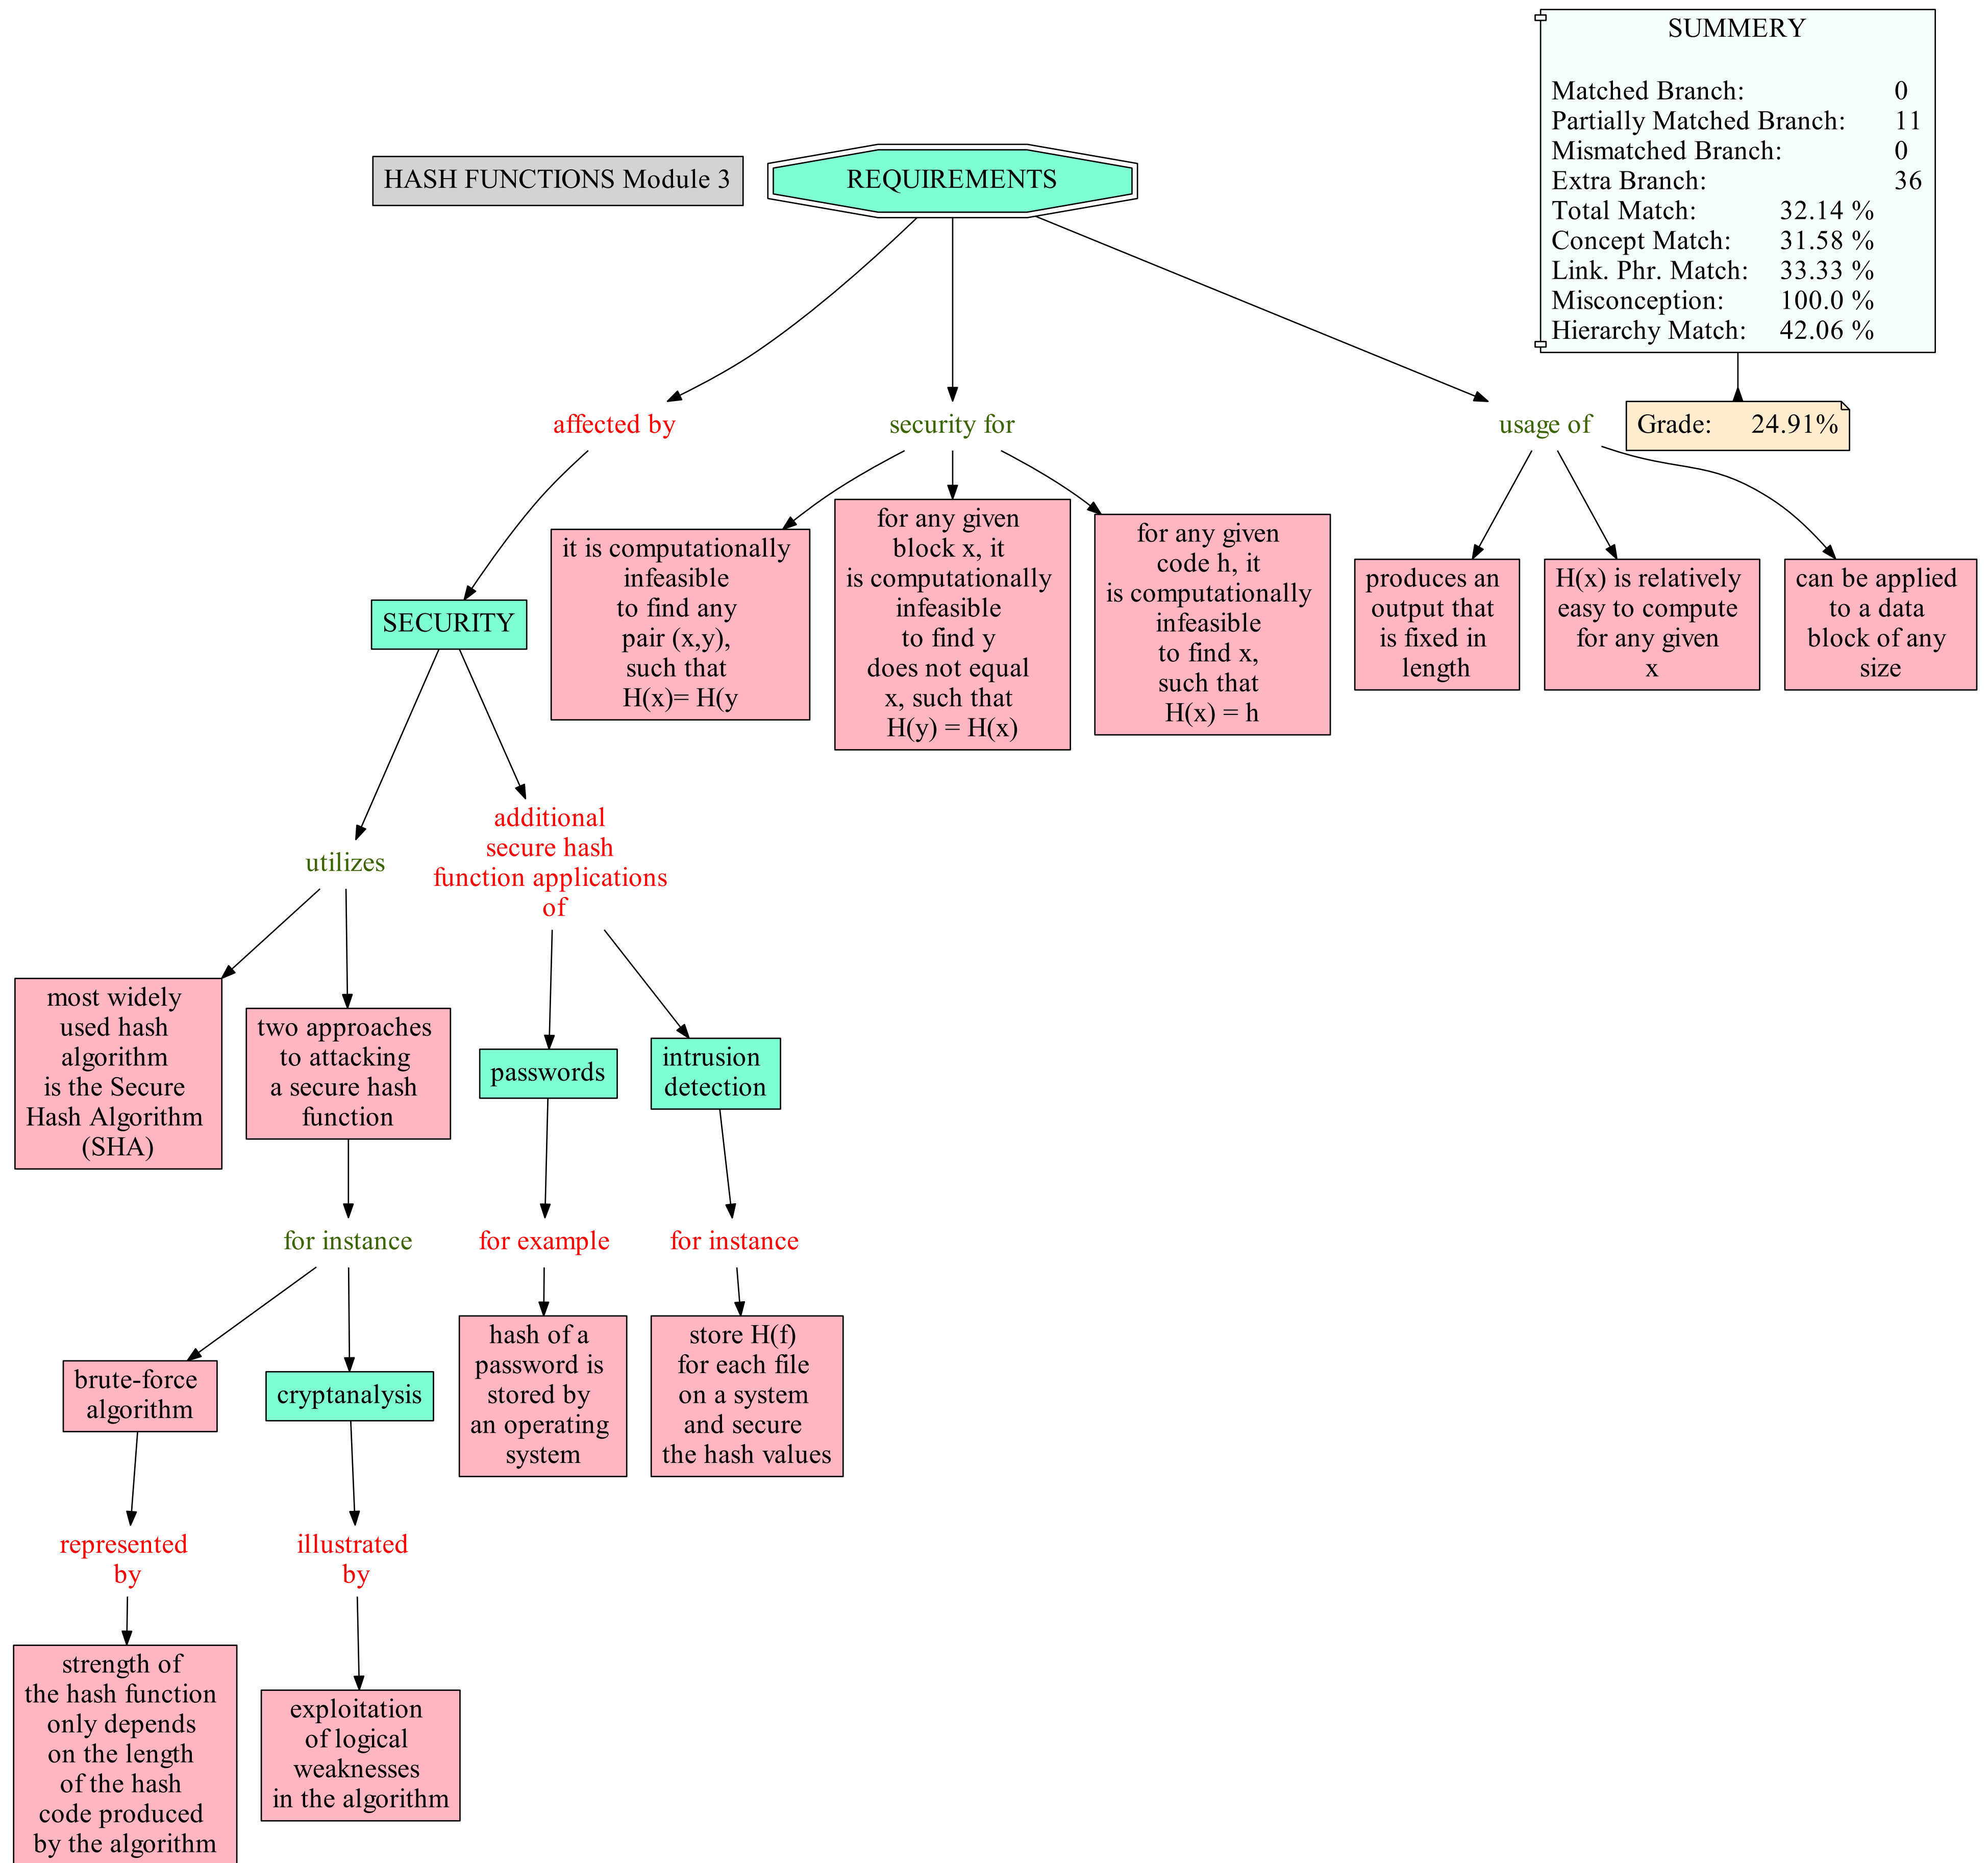 SUMMERY
Matched Branch: 0
Partially Matched Branch: 11
Mismatched Branch: 0
Extra Branch: 36
Total Match: 32.14 %
Concept Match: 31.58 %
Link. Phr. Match: 33.33 %
Misconception: 100.0 %
Hierarchy Match: 42.06 %
Grade: 24.91%
HASH FUNCTIONS Module 3
REQUIREMENTS
affected by
security for
usage of
SECURITY
it is computationally
infeasible
to find any
pair (x,y),
such that
H(x)= H(y
for any given
block x, it
is computationally
infeasible
to find y
does not equal
x, such that
H(y) = H(x)
for any given
code h, it
is computationally
infeasible
to find x,
such that
H(x) = h
produces an
output that
is fixed in
length
H(x) is relatively
easy to compute
for any given
x
can be applied
to a data
block of any
size
utilizes
additional
secure hash
function applications
of
most widely
used hash
algorithm
is the Secure
Hash Algorithm
(SHA)
two approaches
to attacking
a secure hash
function
passwords
intrusion
detection
for instance
for example
for instance
brute-force
algorithm
cryptanalysis
hash of a
password is
stored by
an operating
system
store H(f)
for each file
on a system
and secure
the hash values
represented
by
illustrated
by
strength of
the hash function
only depends
on the length
of the hash
code produced
by the algorithm
exploitation
of logical
weaknesses
in the algorithm